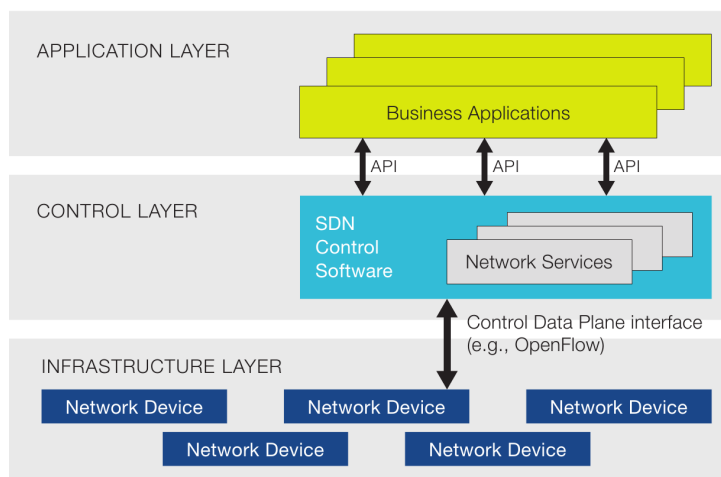 APPLICATION LAYER
Business Applications
API API API
CONTROL LAYER
SDN
Control
Software
Network Services
Control Data Plane interface
(e.g., OpenFlow)
INFRASTRUCTURE LAYER
Network Device Network Device Network Device
Network Device Network Device